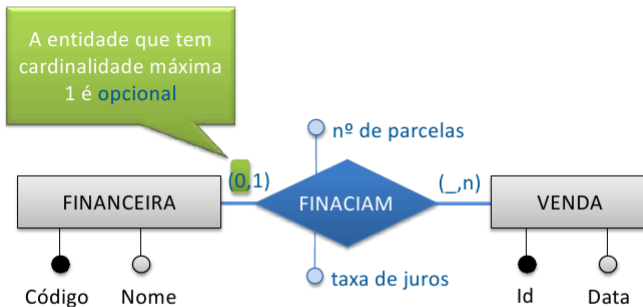 A entidade que tem
cardinalidade máxima
1 é opcional
nº de parcelas
(0,1)
(_,n)
FINANCEIRA
FINACIAM
VENDA
taxa de juros
Código
Nome
Id
Data